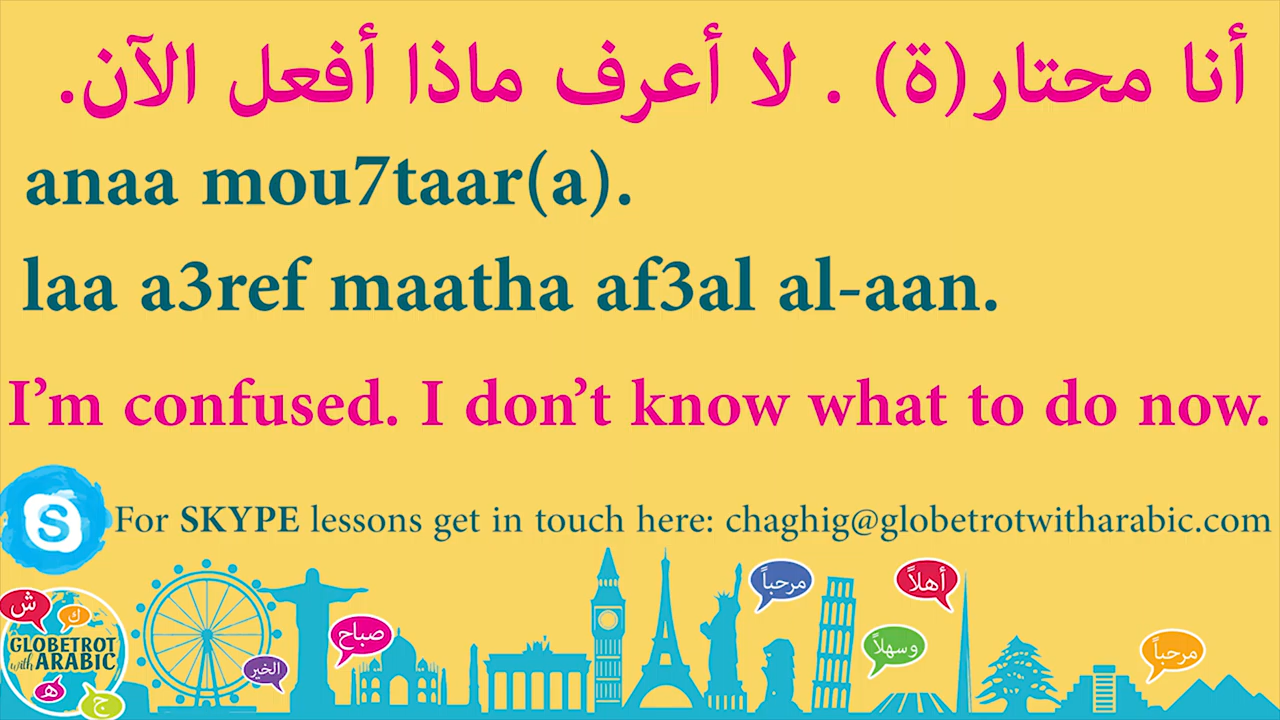 أنا محتار(ة) . لا أعرف ماذا أفعل الآن.
anaa mou7taar(a).
laa a3ref maatha af3al al-aan.
I’m confused. I don’t know what to do now.
For SKYPE lessons get in touch here: chaghig@globetrotwitharabic.com
S
مرحباً
أهلاً
صباح
الخير
وسهلاً
مرحباً
ش
ك
GLOBETROT
with ARABIC
هـ
ج